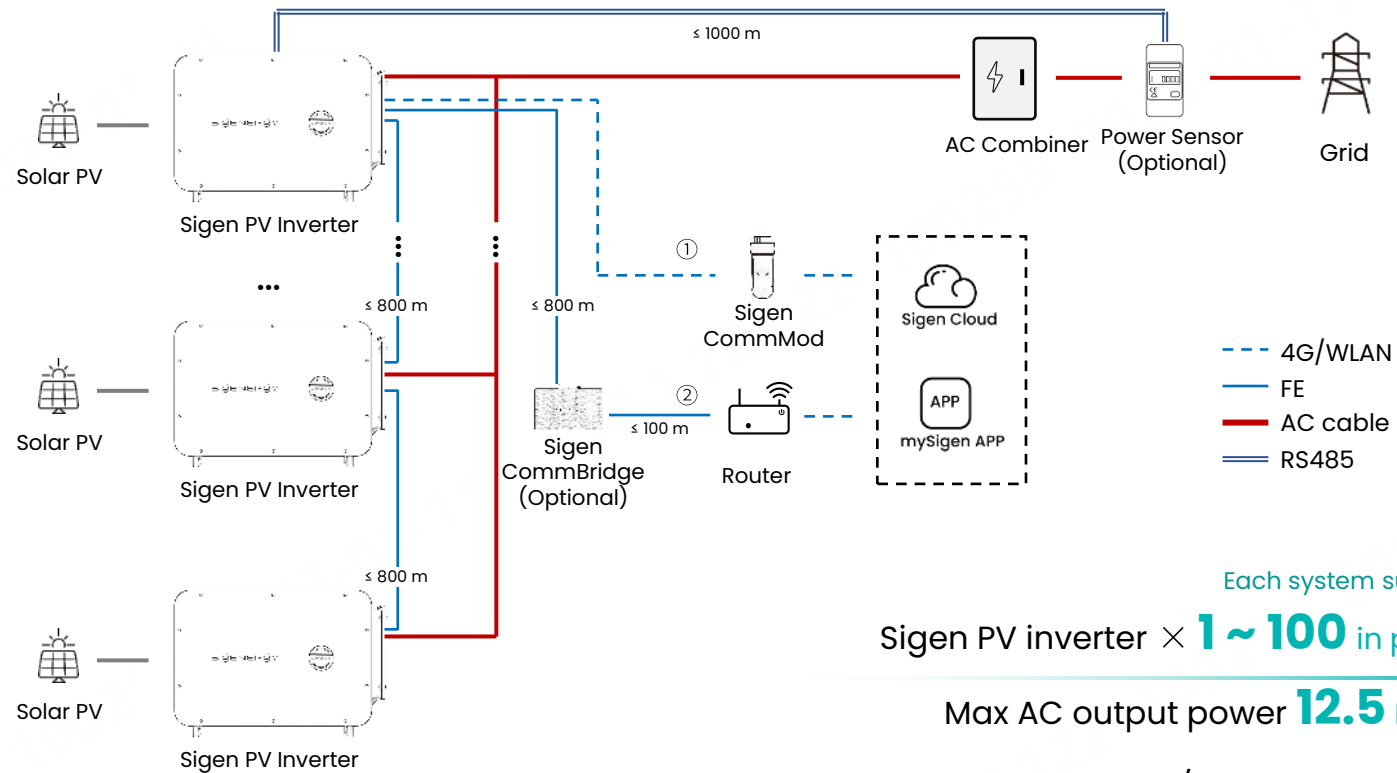 ≤ 1000 m
Solar PV
Sigen PV Inverter
AC Combiner
Power Sensor
(Optional)
Grid
①
Sigen
CommMod
Sigen Cloud
APP
mySigen APP
...
≤ 800 m
≤ 800 m
Solar PV
Sigen PV Inverter
Sigen
CommBridge
(Optional)
②
≤ 100 m
Router
4G/WLAN
FE
AC cable
RS485
≤ 800 m
Solar PV
Sigen PV Inverter
Each system su
Sigen PV inverter × 1 ~ 100 in p
Max AC output power 12.5